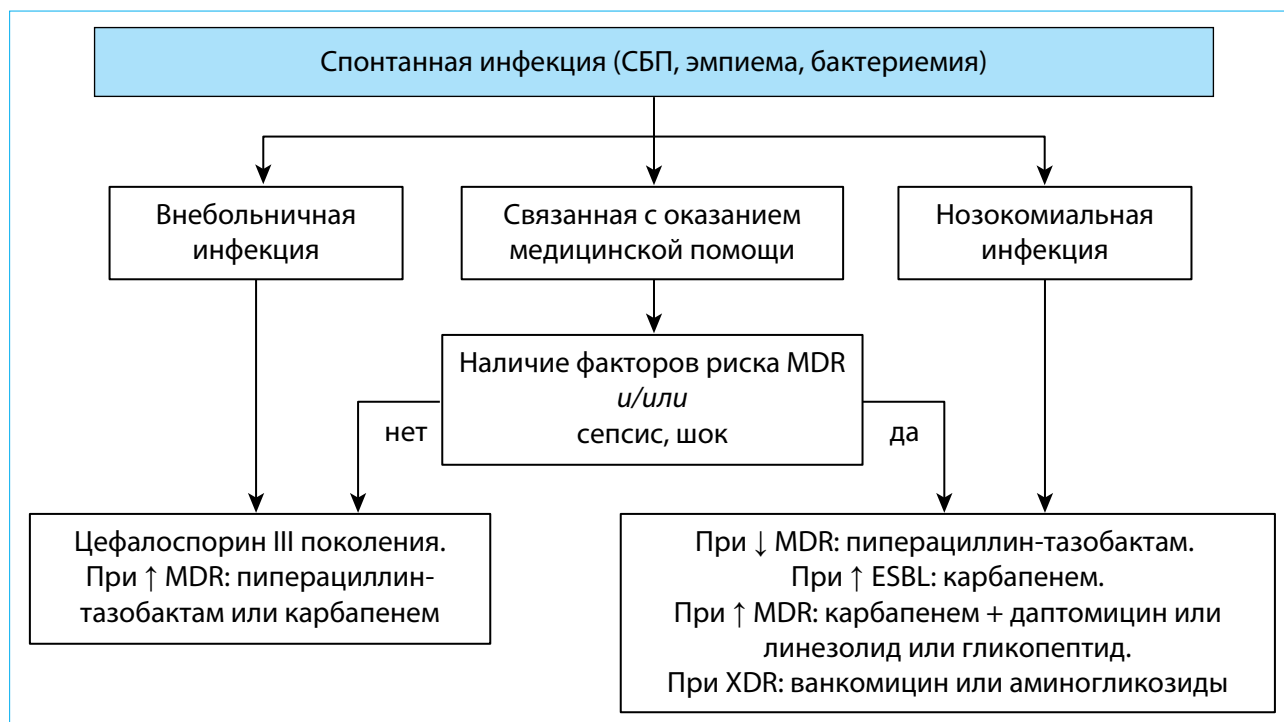 Спонтанная инфекция (СБП, эмпиема, бактериемия)
Внебольничная
инфекция
Связанная с оказанием
медицинской помощи
Нозокомиальная
инфекция
Наличие факторов риска MDR
и/или
сепсис, шок
нет
да
Цефалоспорин III поколения.
При ↑ MDR: пиперациллин-
тазобактам или карбапенем
При ↓ MDR: пиперациллин-тазобактам.
При ↑ ESBL: карбапенем.
При ↑ MDR: карбапенем + даптомицин или
линезолид или гликопептид.
При XDR: ванкомицин или аминогликозиды